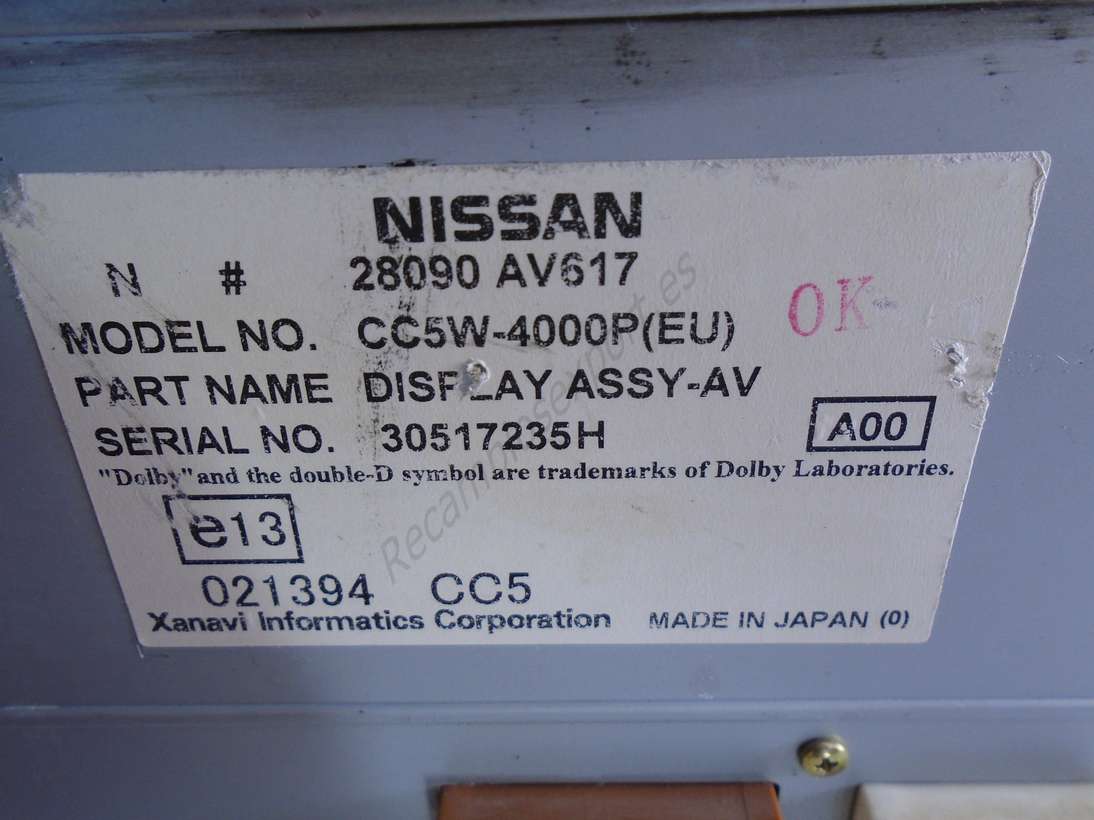 NISSAN
N # 28090 AV617
OK
MODEL NO. CC5W-4000P(EU)
PART NAME DISPLAY ASSY-AV
SERIAL NO. 30517235H A00
"Dolby" and the double-D symbol are trademarks of Dolby Laboratories.
e13
021394 CC5
Xanavi Informatics Corporation MADE IN JAPAN (0)
Recambiosexpot.es